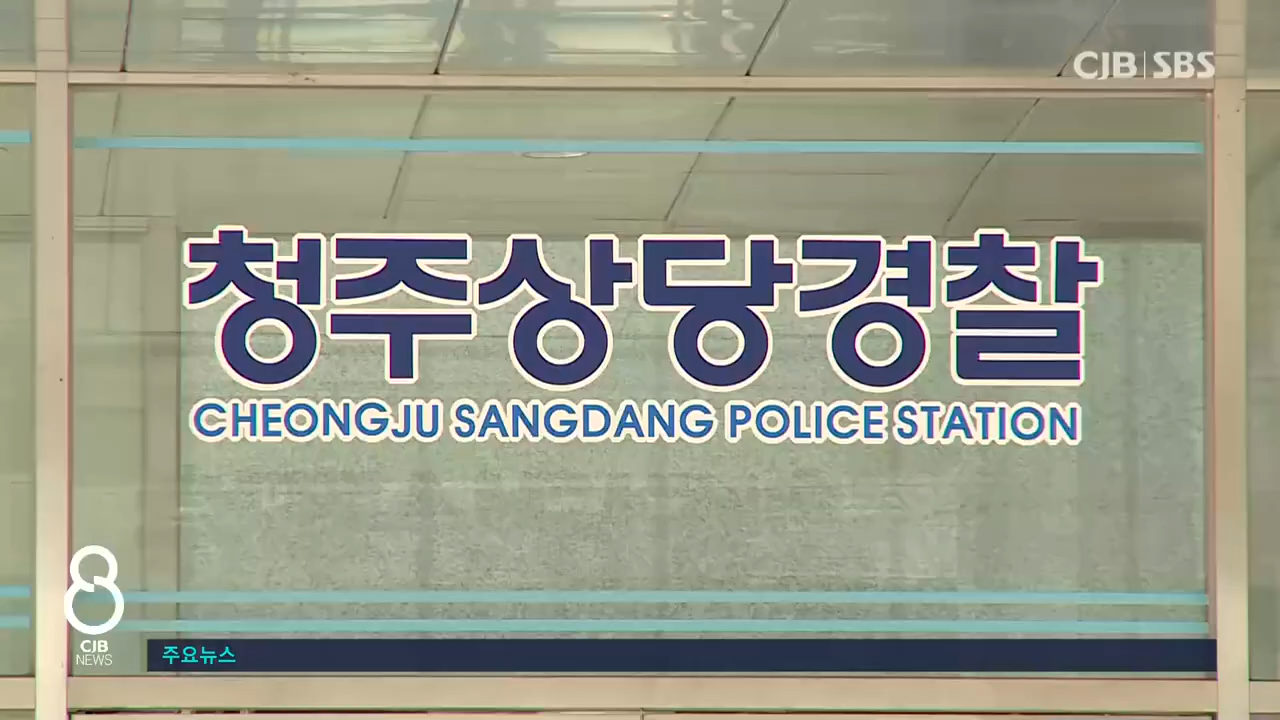 CJB SBS
청주상당경찰
CHEONGJU SANGDANG POLICE STATION
8
CJB
NEWS
주요뉴스